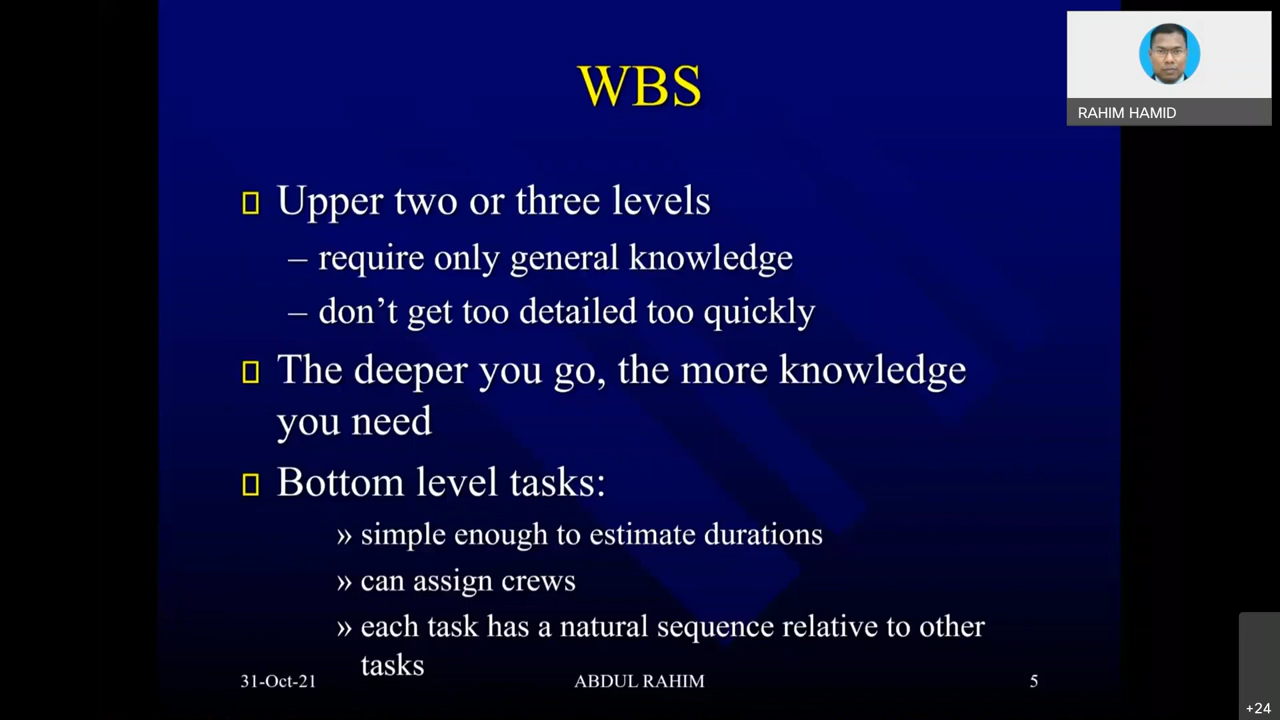 WBS
RAHIM HAMID
Upper two or three levels
– require only general knowledge
– don’t get too detailed too quickly
The deeper you go, the more knowledge
you need
Bottom level tasks:
» simple enough to estimate durations
» can assign crews
» each task has a natural sequence relative to other
tasks
31-Oct-21 ABDUL RAHIM 5
+24